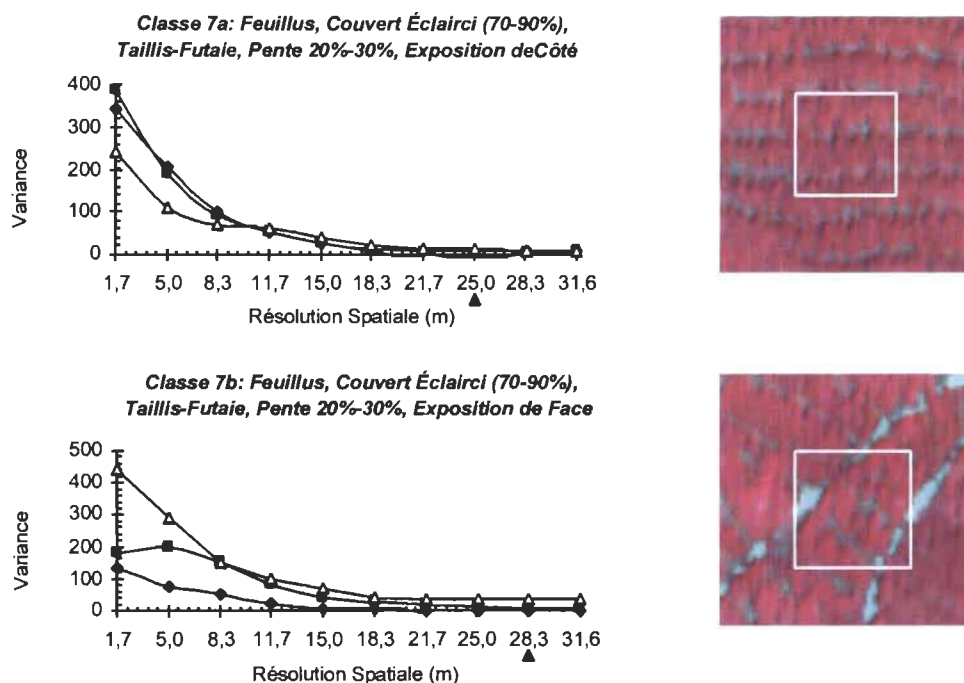 Classe 7a: Feuillus, Couvert Éclairci (70-90%),
Taillis-Futaie, Pente 20%-30%, Exposition deCôté
400
300
200
100
0
Variance
1,7 5,0 8,3 11,7 15,0 18,3 21,7 25,0 28,3 31,6
Résolution Spatiale (m)
Classe 7b: Feuillus, Couvert Éclairci (70-90%),
Taillis-Futaie, Pente 20%-30%, Exposition de Face
500
400
300
200
100
0
Variance
1,7 5,0 8,3 11,7 15,0 18,3 21,7 25,0 28,3 31,6
Résolution Spatiale (m)